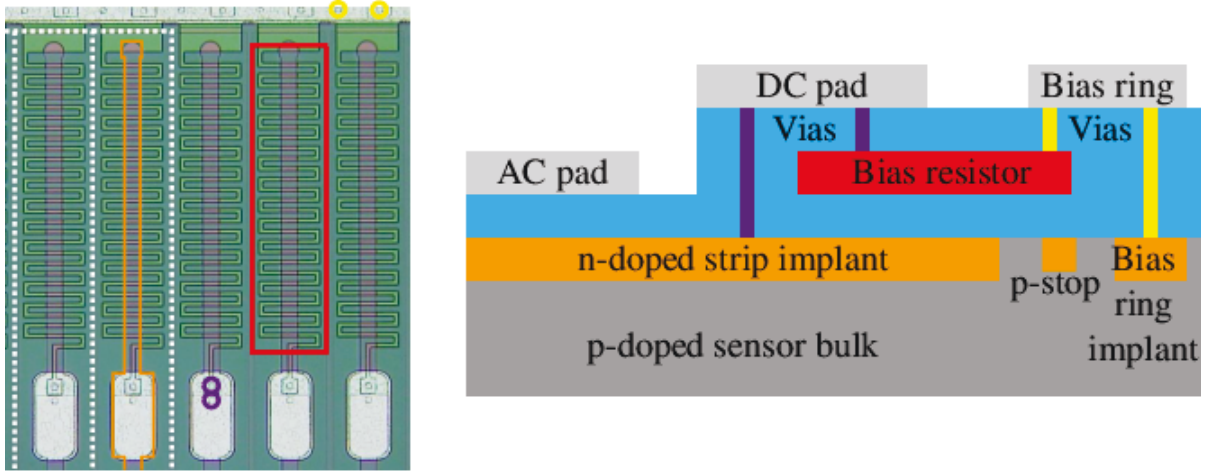 DC pad
Bias ring
Vias
Vias
AC pad
Bias resistor
n-doped strip implant
p-stop
Bias
ring
implant
p-doped sensor bulk